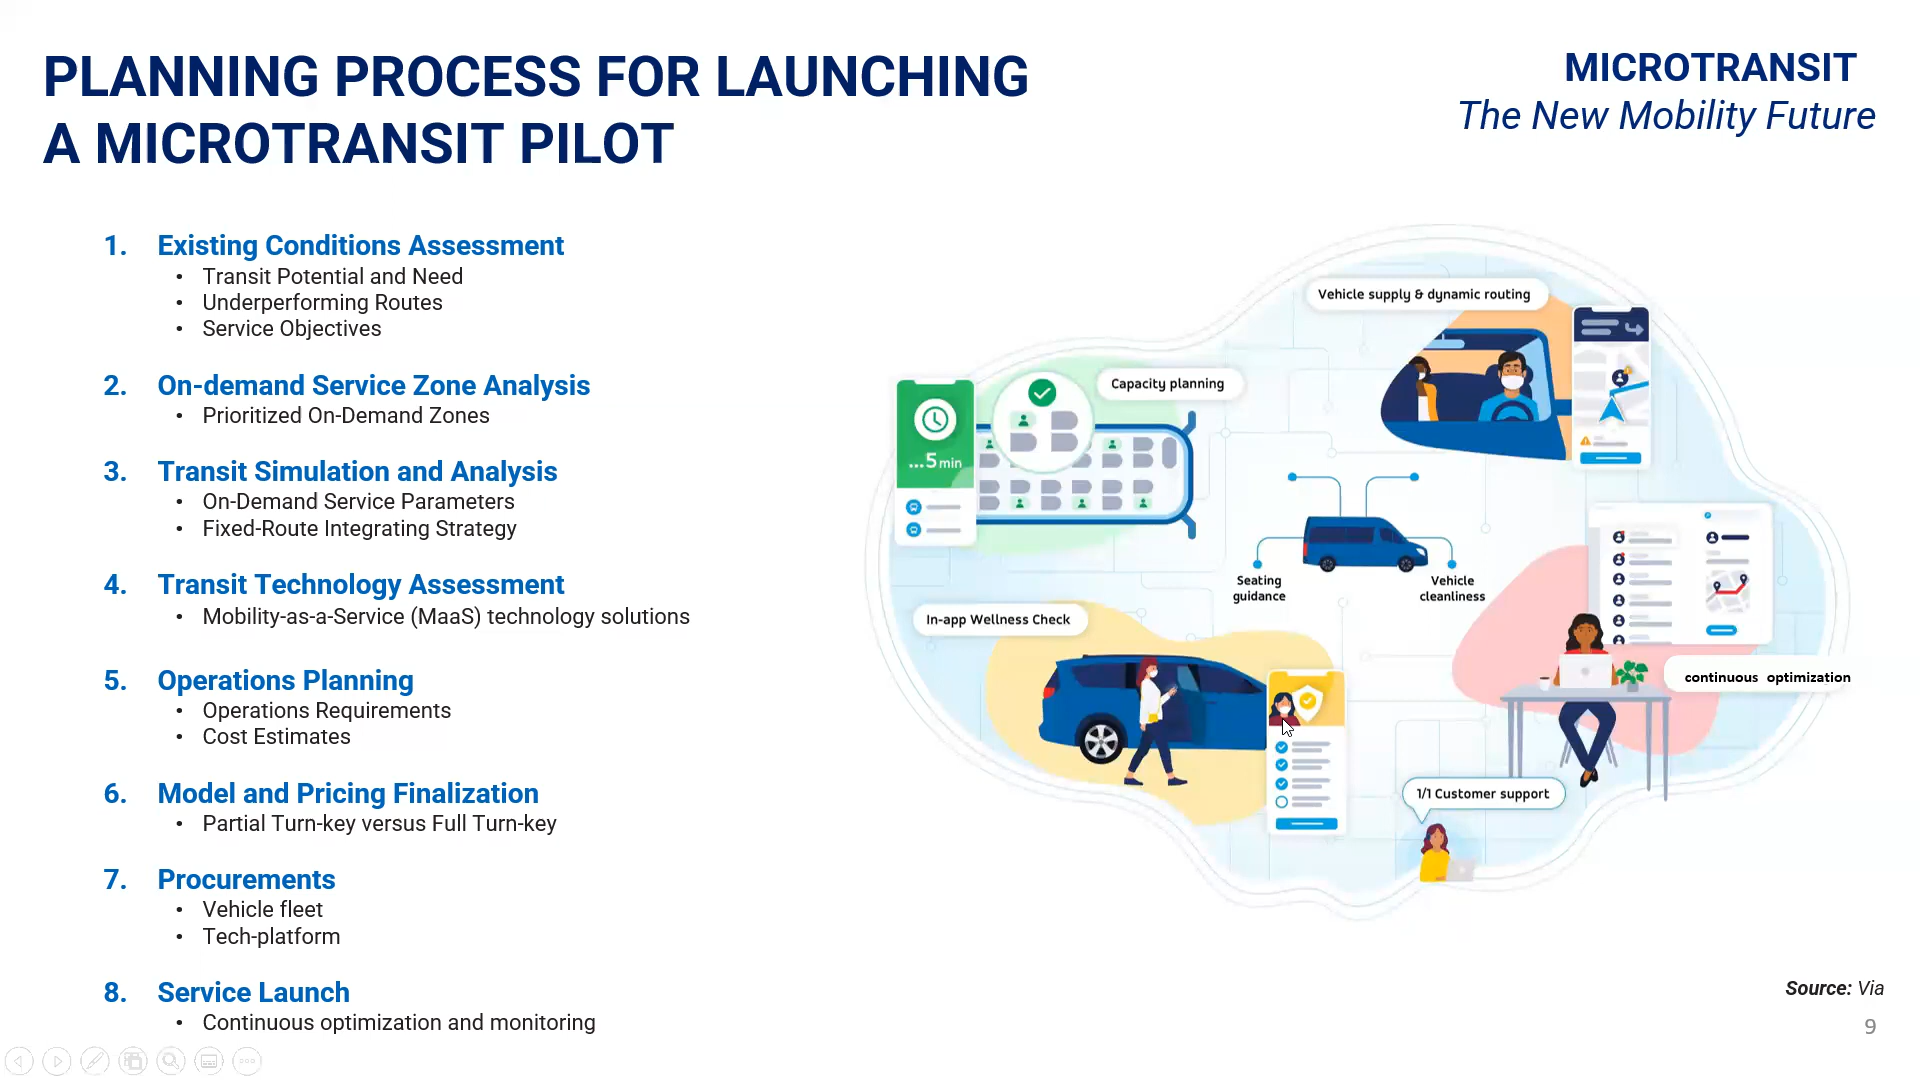 PLANNING PROCESS FOR LAUNCHING
A MICROTRANSIT PILOT
MICROTRANSIT
The New Mobility Future
1. Existing Conditions Assessment
• Transit Potential and Need
• Underperforming Routes
• Service Objectives
2. On-demand Service Zone Analysis
• Prioritized On-Demand Zones
3. Transit Simulation and Analysis
• On-Demand Service Parameters
• Fixed-Route Integrating Strategy
4. Transit Technology Assessment
• Mobility-as-a-Service (MaaS) technology solutions
5. Operations Planning
• Operations Requirements
• Cost Estimates
6. Model and Pricing Finalization
• Partial Turn-key versus Full Turn-key
7. Procurements
• Vehicle fleet
• Tech-platform
8. Service Launch
• Continuous optimization and monitoring
Vehicle supply & dynamic routing
Capacity planning
...5 min
Seating
guidance
Vehicle
cleanliness
In-app Wellness Check
continuous optimization
1/1 Customer support
Source: Via
9